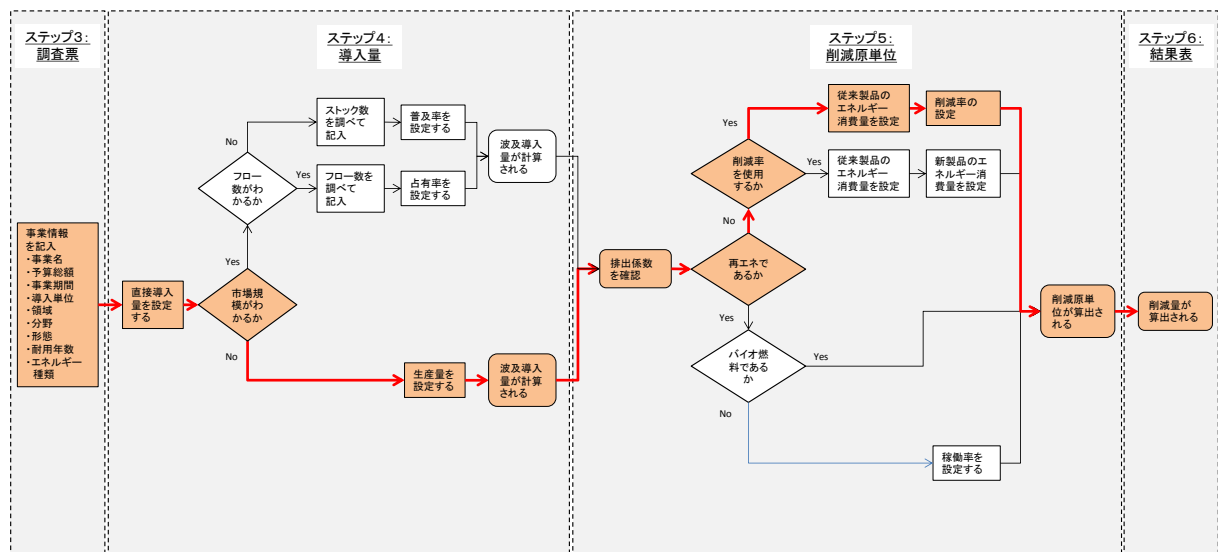 ステップ3:
調査票
事業情報
を記入
・事業名
・予算総額
・事業期間
・導入単位
・領域
・分野
・形態
・耐用年数
・エネルギー
種類
ステップ4:
導入量
直接導入
量を設定
する
市場規
模がわ
かるか
Yes
No
フロー
数がわ
かるか
No
Yes
ストック数
を調べて
記入
普及率を
設定する
フロー数を
調べて
記入
占有率を
設定する
波及導入
量が計算
される
生産量を
設定する
波及導入
量が計算
される
ステップ5:
削減原単位
排出係数
を確認
再エネで
あるか
No
Yes
削減率
を使用
するか
Yes
Yes
従来製品の
エネルギー
消費量を設定
削減率の
設定
従来製品の
エネルギー
消費量を設定
新製品のエ
ネルギー消
費量を設定
バイオ燃
料である
か
Yes
No
稼働率を
設定する
削減原単
位が算出さ
れる
ステップ6:
結果表
削減量が
算出される